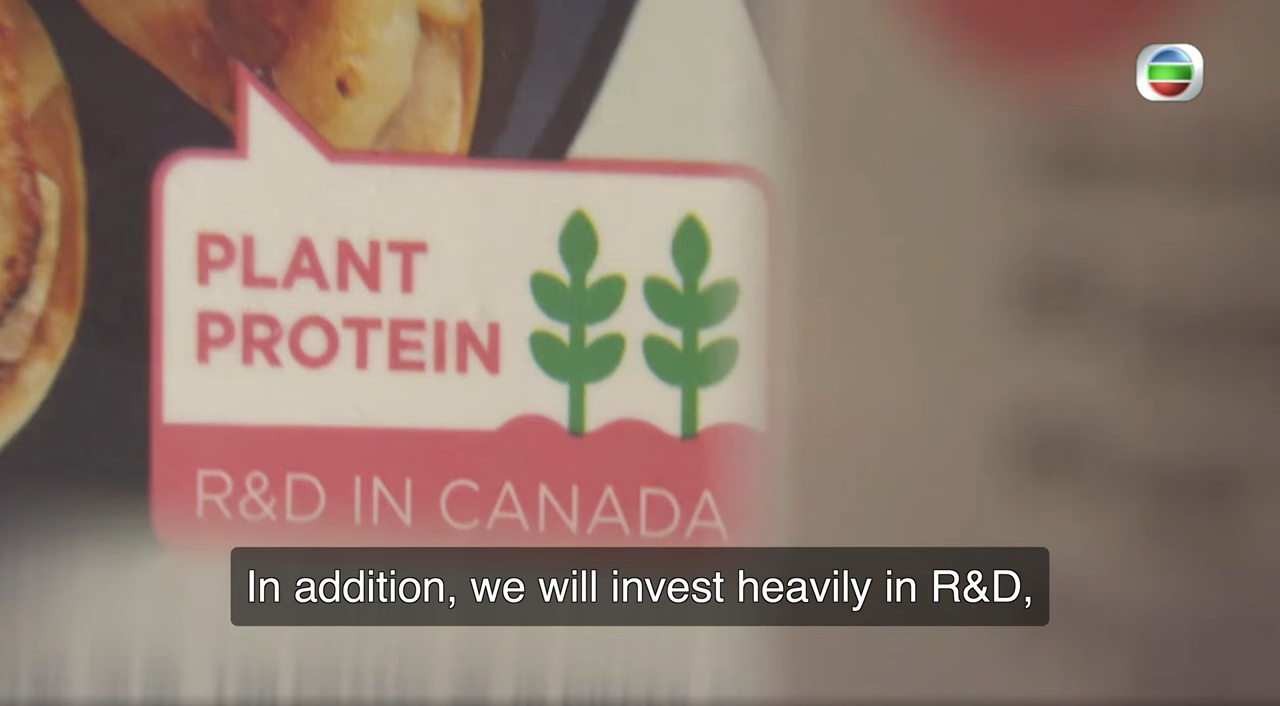 PLANT
PROTEIN
R&D IN CANADA
In addition, we will invest heavily in R&D,